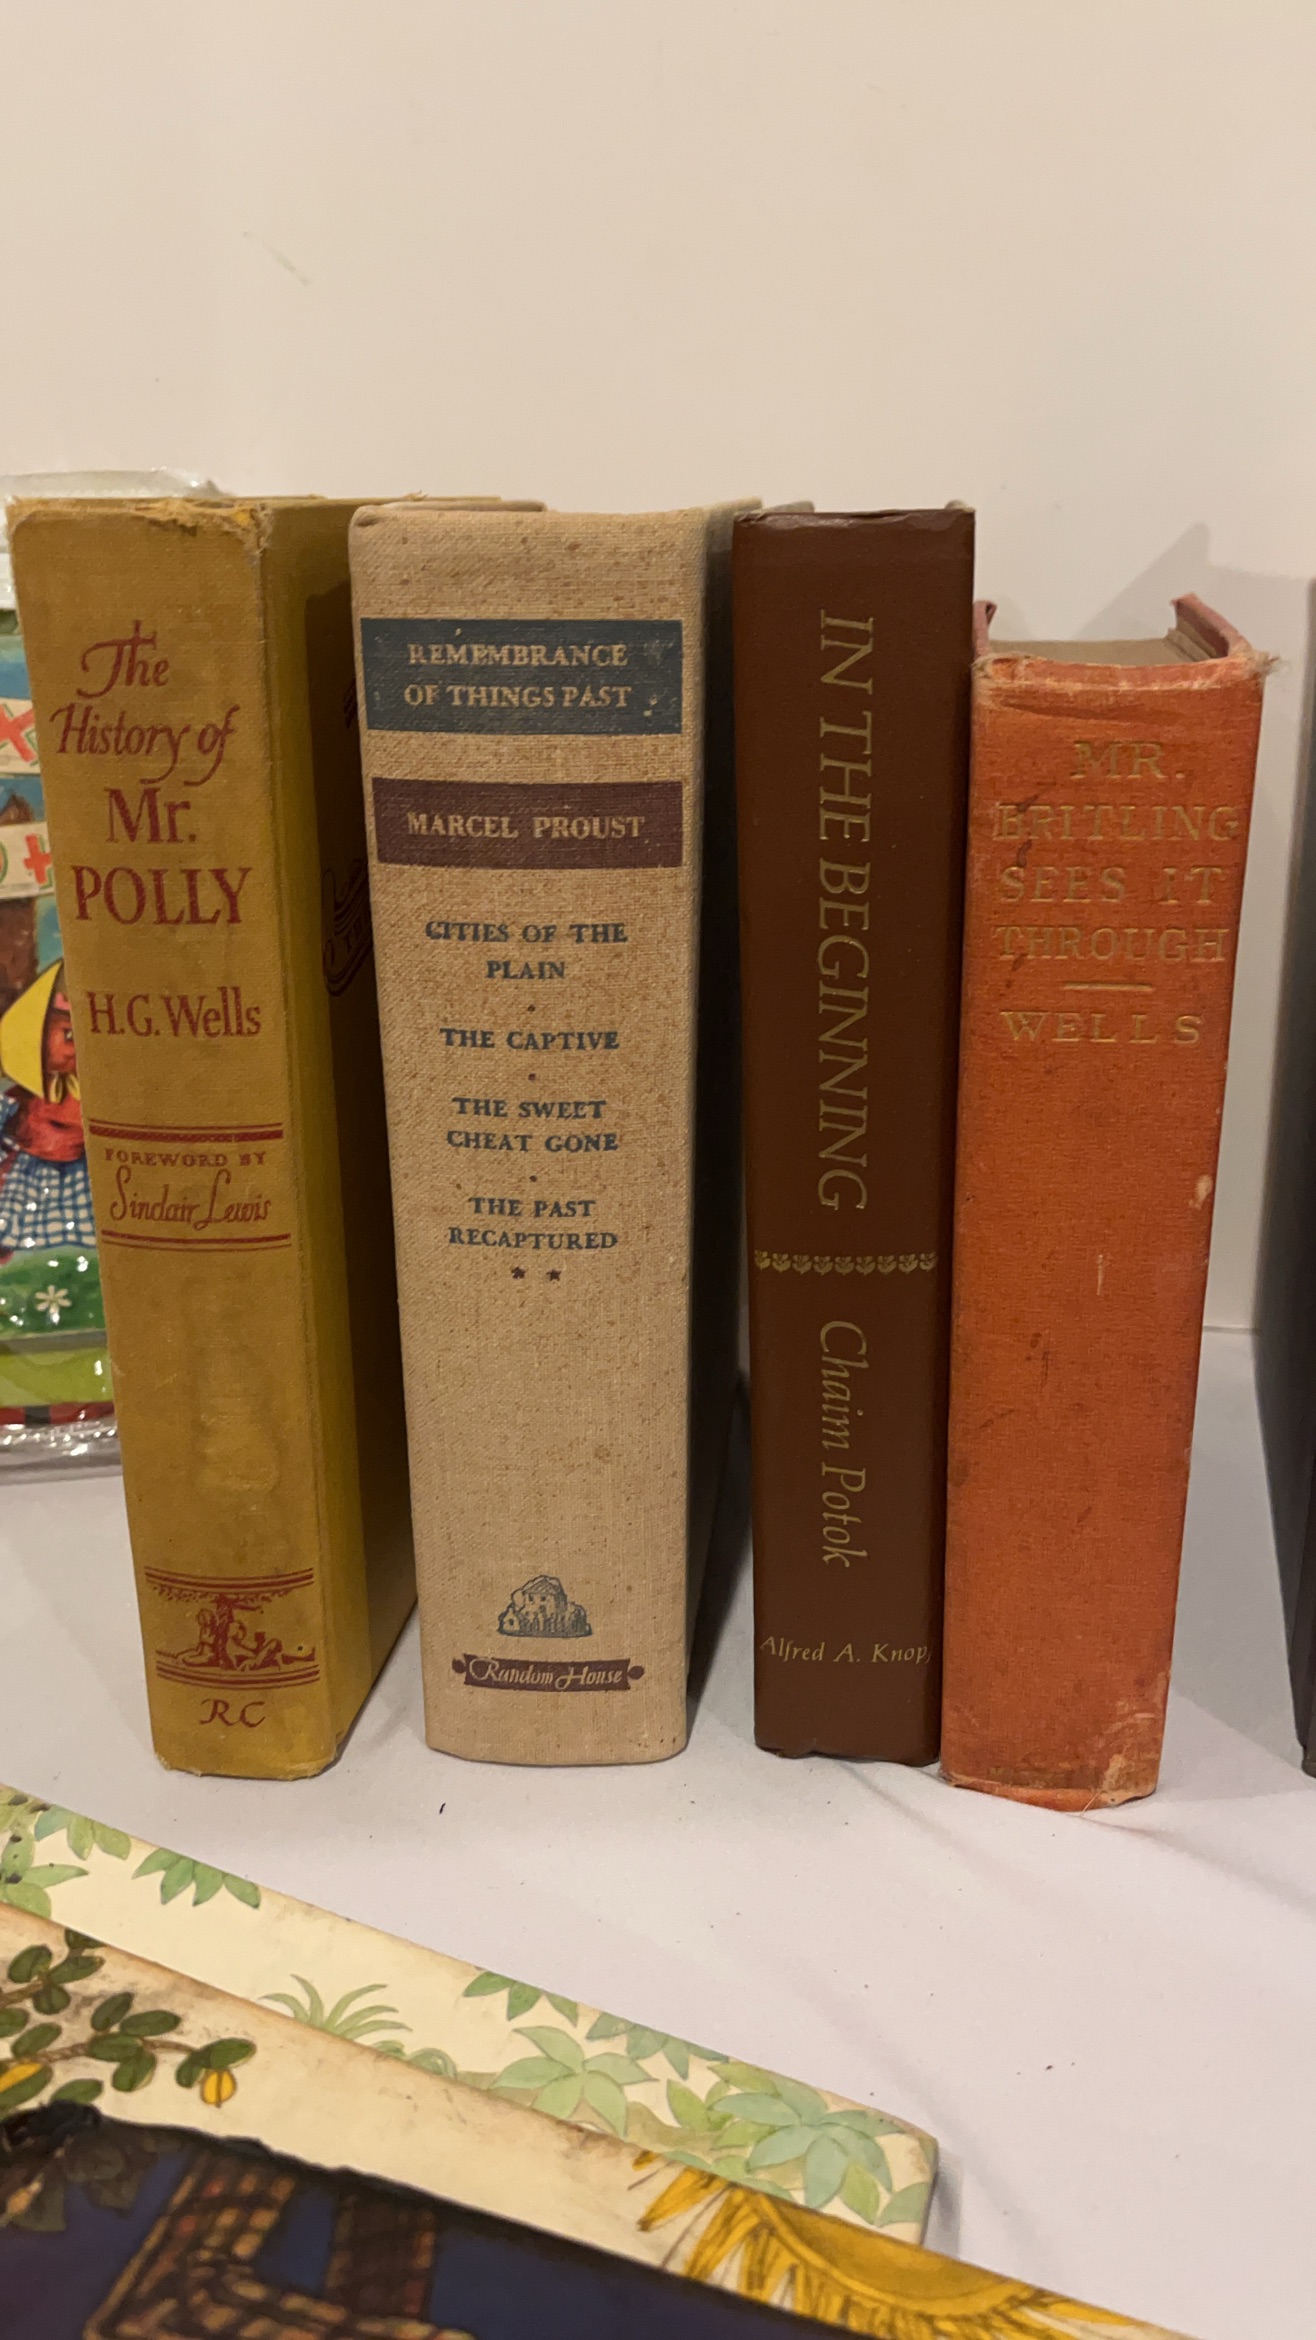 The
History of
Mr.
POLLY
H.G. Wells
FOREWORD BY
Sinclair Lewis
RC
REMEMBRANCE
OF THINGS PAST
MARCEL PROUST
CITIES OF THE
PLAIN
THE CAPTIVE
THE SWEET
CHEAT GONE
THE PAST
RECAPTURED
* *
Random House
IN THE BEGINNING
Chaim Potok
Alfred A. Knop
MR.
BRITLING
SEES IT
THROUGH
WELLS